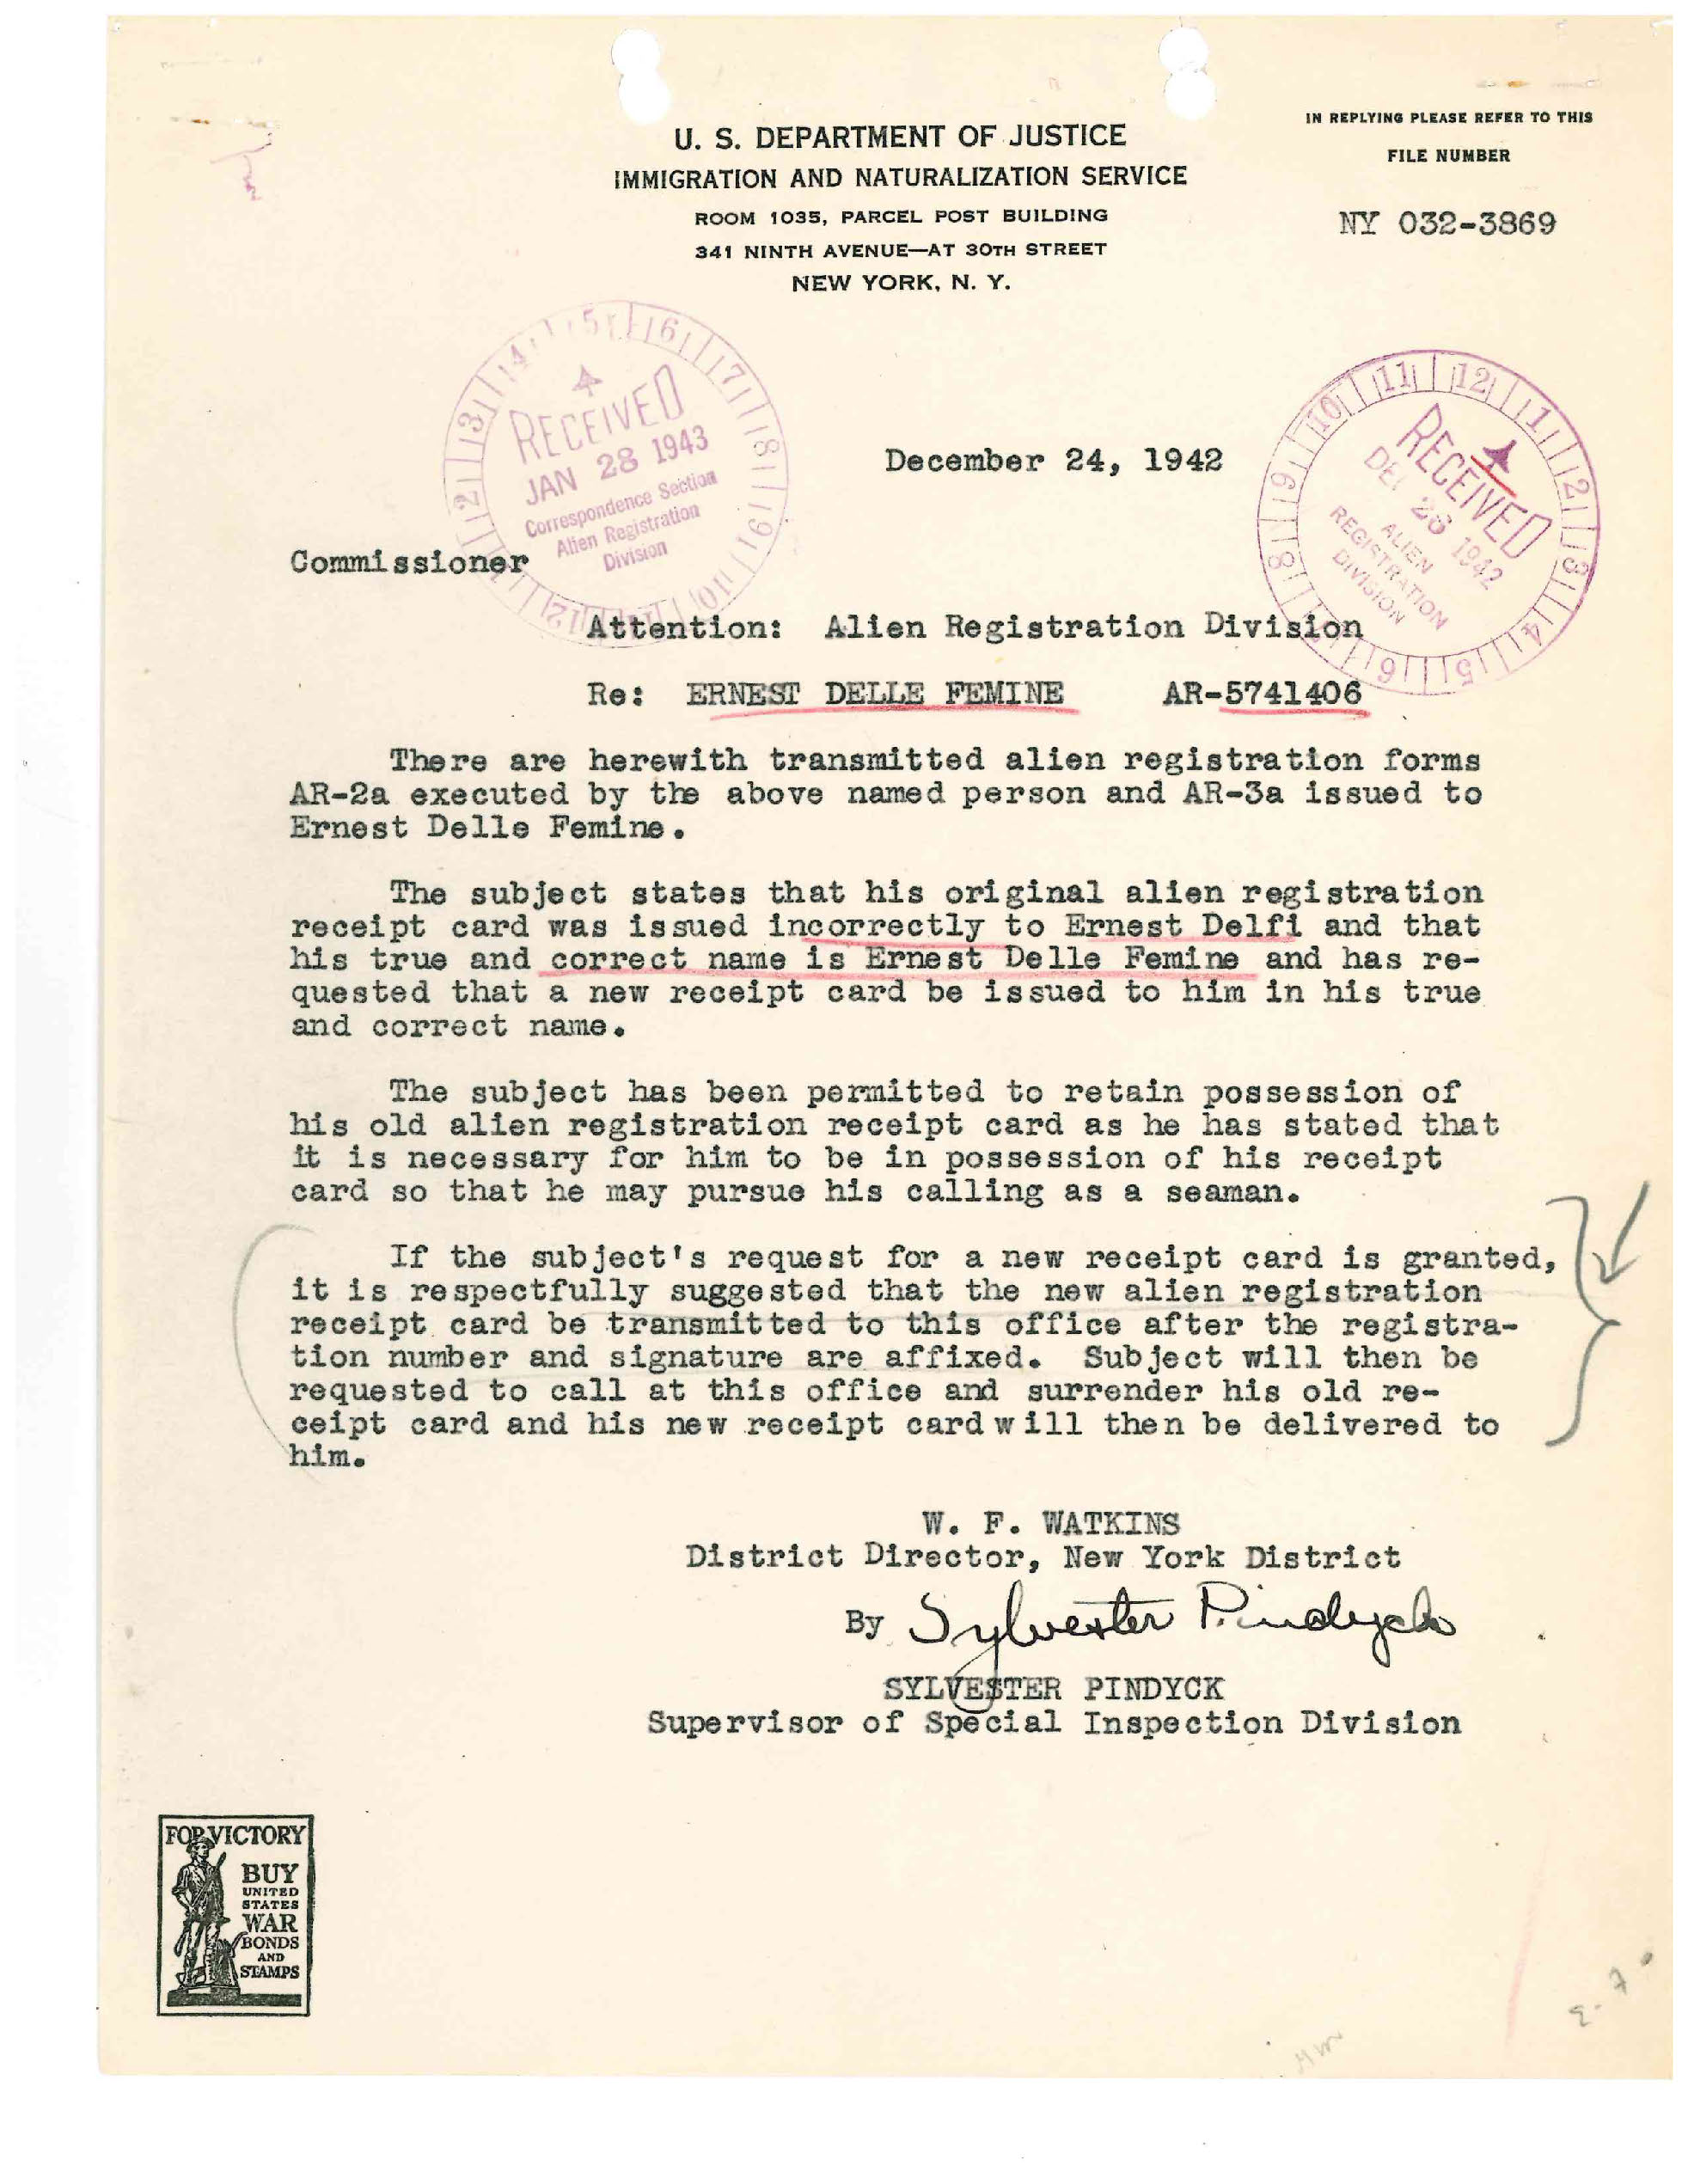 U. S. DEPARTMENT OF JUSTICE
IMMIGRATION AND NATURALIZATION SERVICE
ROOM 1035, PARCEL POST BUILDING
341 NINTH AVENUE—AT 30TH STREET
NEW YORK, N. Y.
IN REPLYING PLEASE REFER TO THIS
FILE NUMBER
NY 032-3869
RECEIVED
JAN 28 1943
Correspondence Section
Alien Registration
Division
RECEIVED
1942
ALIEN
REGISTRATION
DIVISION
December 24, 1942
Commissioner
Attention: Alien Registration Division
Re: ERNEST DELLE FEMINE AR-5741406
There are herewith transmitted alien registration forms
AR-2a executed by the above named person and AR-3a issued to
Ernest Delle Femine.
The subject states that his original alien registration
receipt card was issued incorrectly to Ernest Delfi and that
his true and correct name is Ernest Delle Femine and has re-
quested that a new receipt card be issued to him in his true
and correct name.
The subject has been permitted to retain possession of
his old alien registration receipt card as he has stated that
it is necessary for him to be in possession of his receipt
card so that he may pursue his calling as a seaman.
If the subject's request for a new receipt card is granted,
it is respectfully suggested that the new alien registration
receipt card be transmitted to this office after the registra-
tion number and signature are affixed. Subject will then be
requested to call at this office and surrender his old re-
ceipt card and his new receipt card will then be delivered to
him.
W. F. WATKINS
District Director, New York District
By Sylvester Pindyck
SYLVESTER PINDYCK
Supervisor of Special Inspection Division
FOR VICTORY
BUY
UNITED
STATES
WAR
BONDS
AND
STAMPS